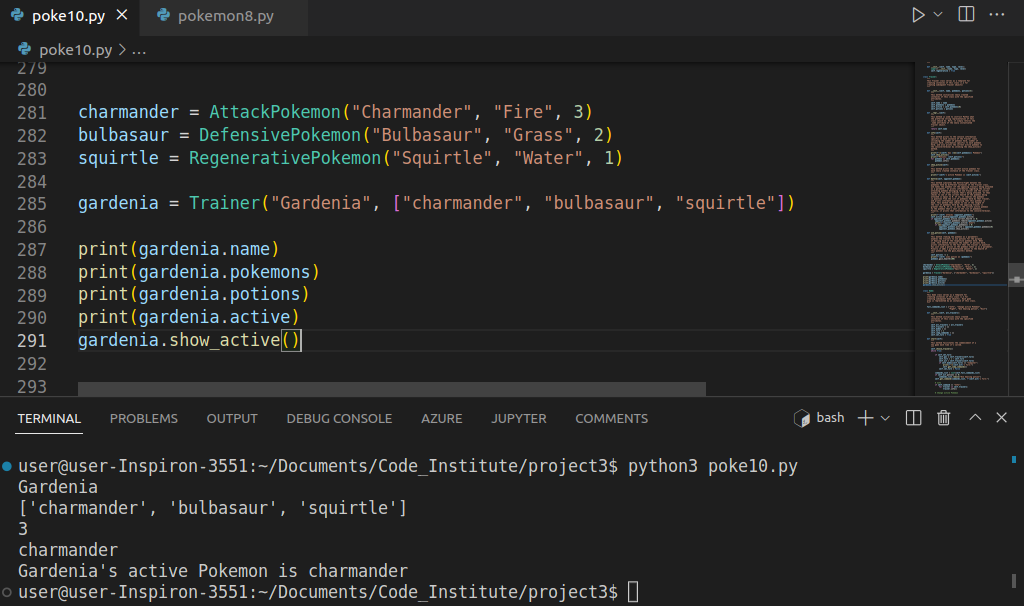 poke10.py
pokemon8.py
poke10.py > ...
279
280
281 charmander = AttackPokemon("Charmander", "Fire", 3)
282 bulbasaur = DefensivePokemon("Bulbasaur", "Grass", 2)
283 squirtle = RegenerativePokemon("Squirtle", "Water", 1)
284
285 gardenia = Trainer("Gardenia", ["charmander", "bulbasaur", "squirtle"])
286
287 print(gardenia.name)
288 print(gardenia.pokemons)
289 print(gardenia.potions)
290 print(gardenia.active)
291 gardenia.show_active()
292
293
TERMINAL PROBLEMS OUTPUT DEBUG CONSOLE AZURE JUPYTER COMMENTS bash
user@user-Inspiron-3551:~/Documents/Code_Institute/project3$ python3 poke10.py
Gardenia
['charmander', 'bulbasaur', 'squirtle']
3
charmander
Gardenia's active Pokemon is charmander
user@user-Inspiron-3551:~/Documents/Code_Institute/project3$